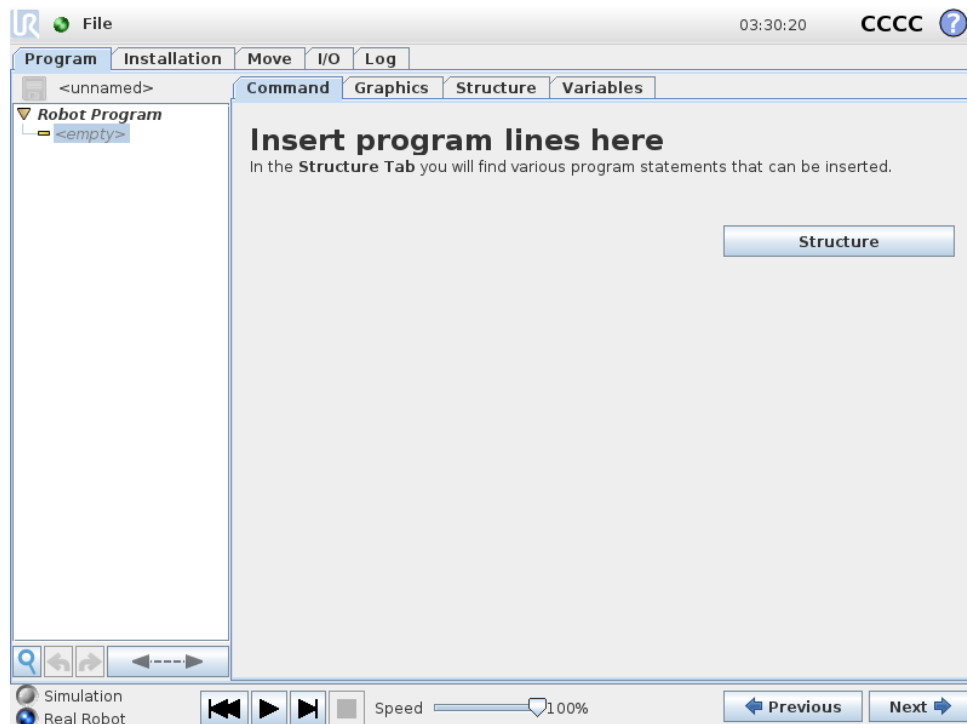 UR File 03:30:20 CCCC ?
Program Installation Move I/O Log
<unnamed> Command Graphics Structure Variables
Robot Program
<empty>
Insert program lines here
In the Structure Tab you will find various program statements that can be inserted.
Structure
Simulation
Real Robot
Speed 100%
Previous Next